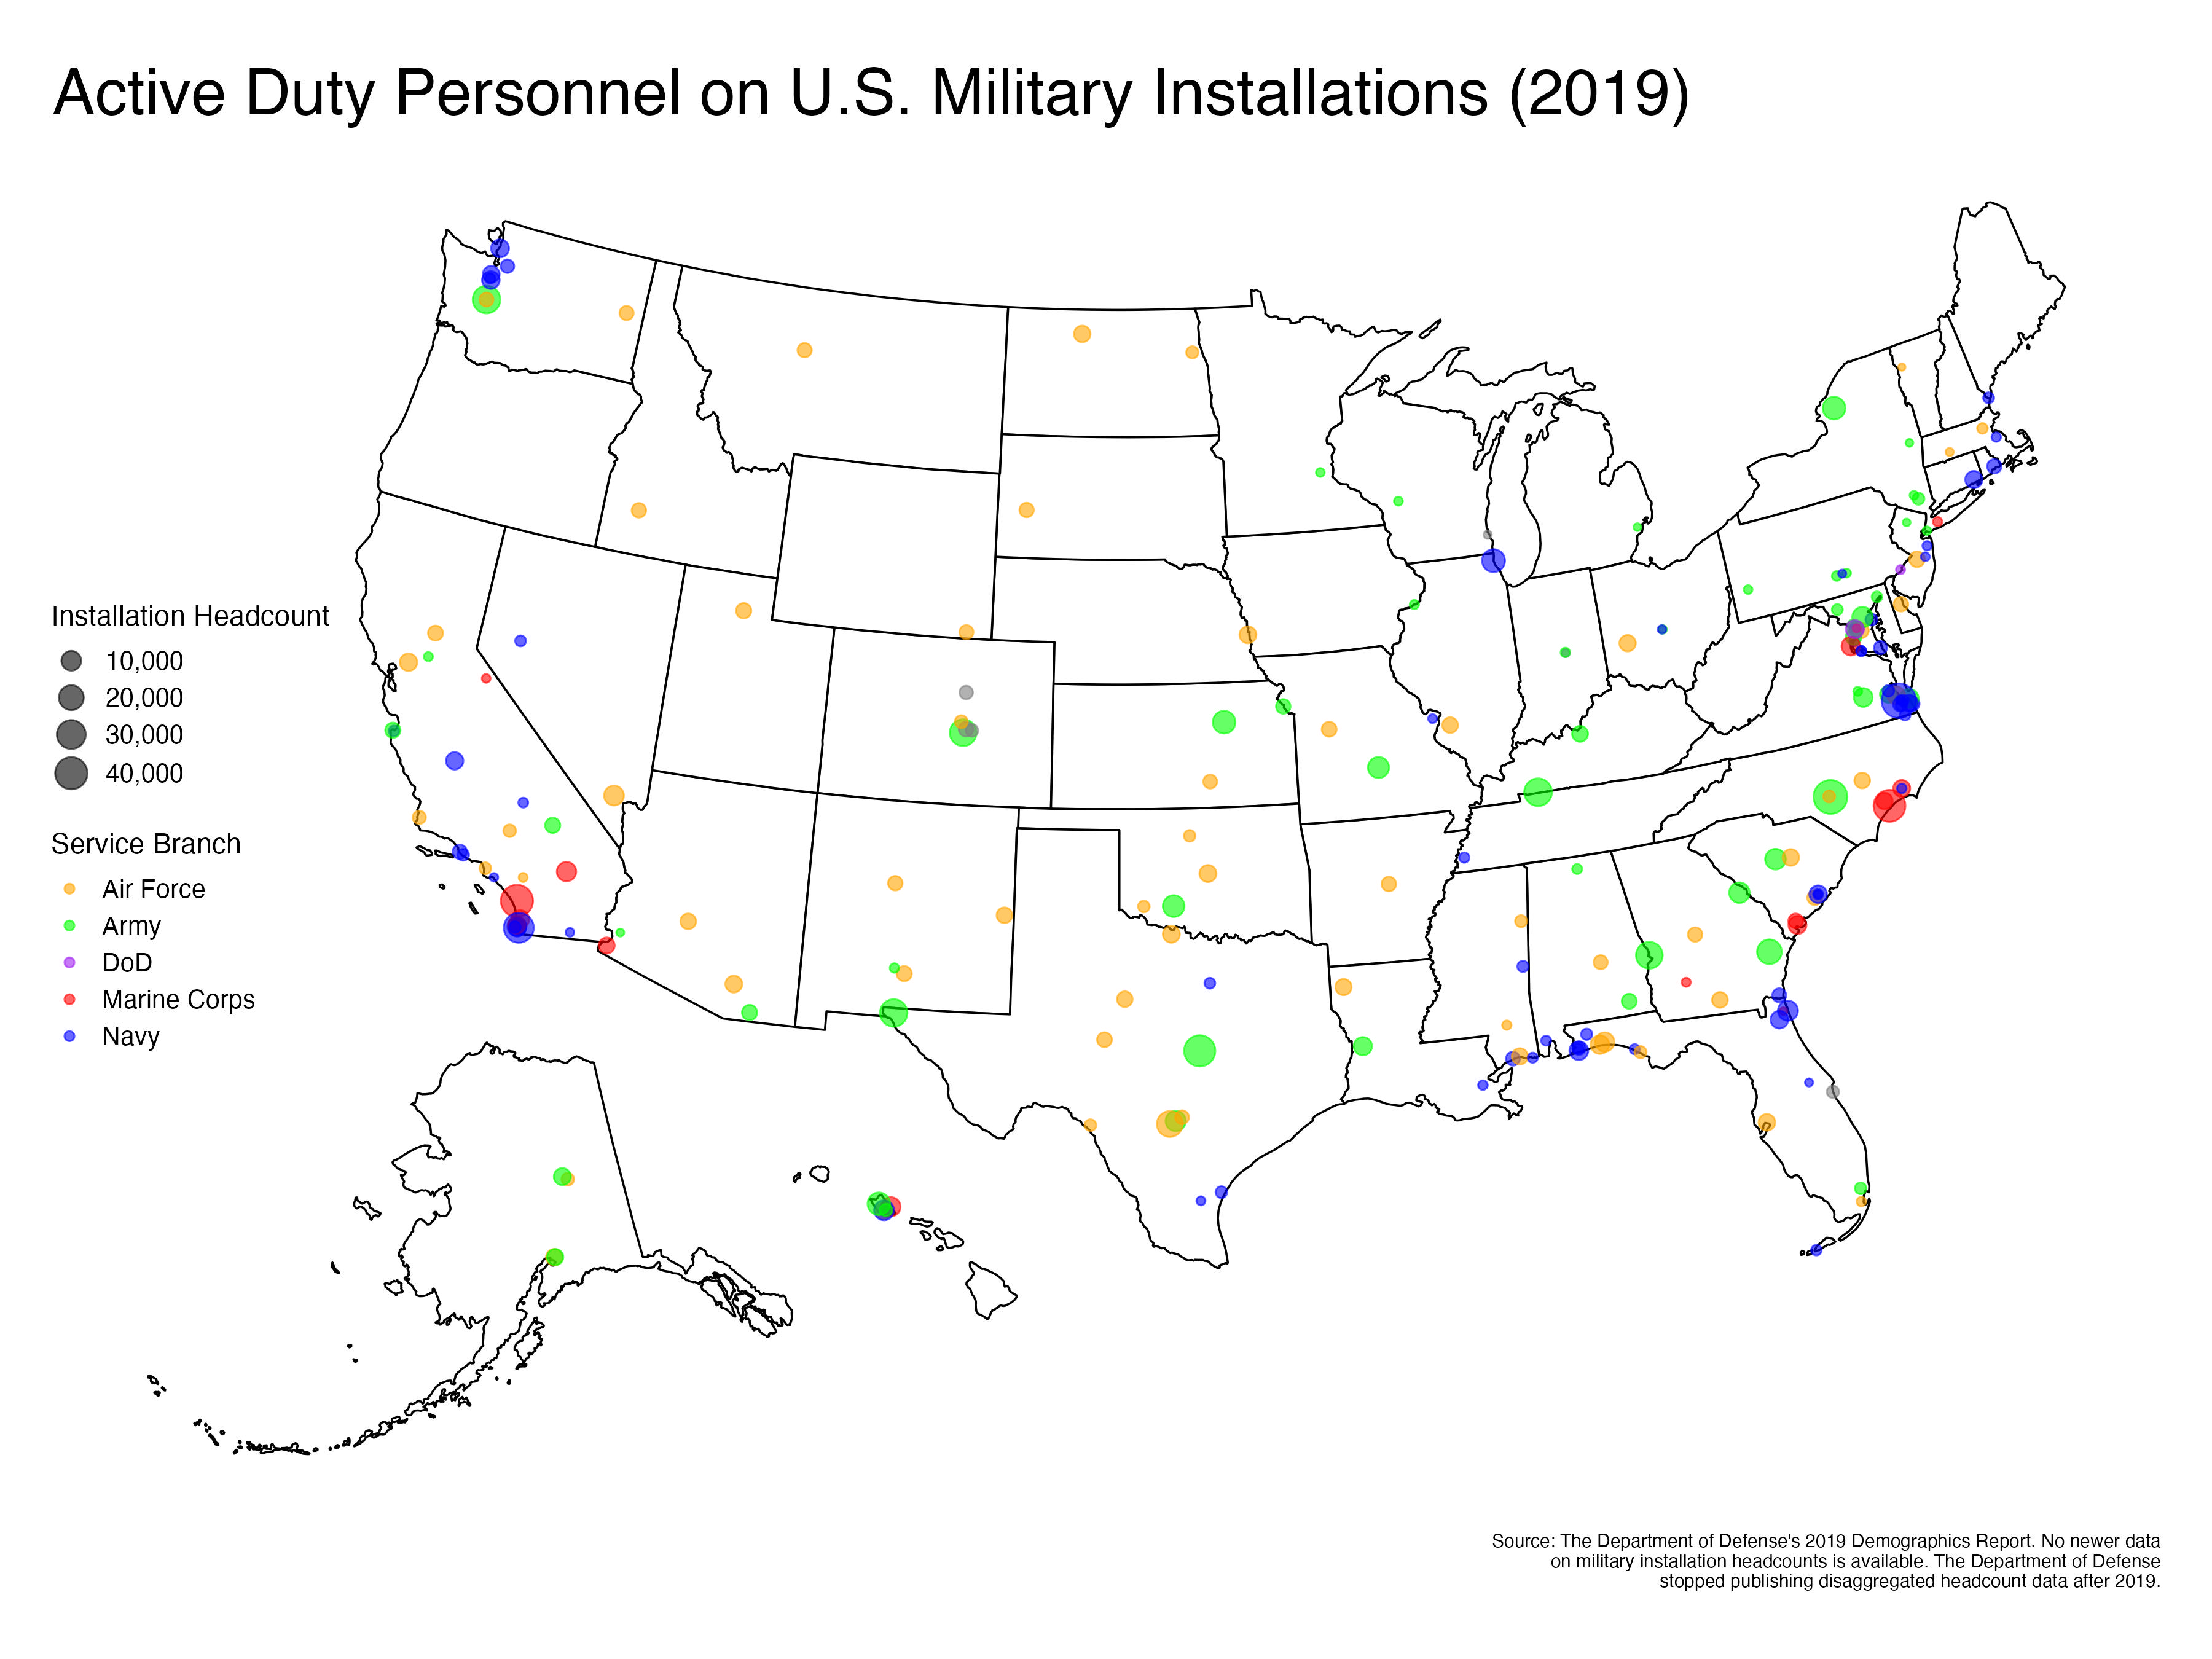 Active Duty Personnel on U.S. Military Installations (2019)
Installation Headcount
10,000
20,000
30,000
40,000
Service Branch
Air Force
Army
DoD
Marine Corps
Navy
Source: The Department of Defense's 2019 Demographics Report. No newer data
on military installation headcounts is available. The Department of Defense
stopped publishing disaggregated headcount data after 2019.